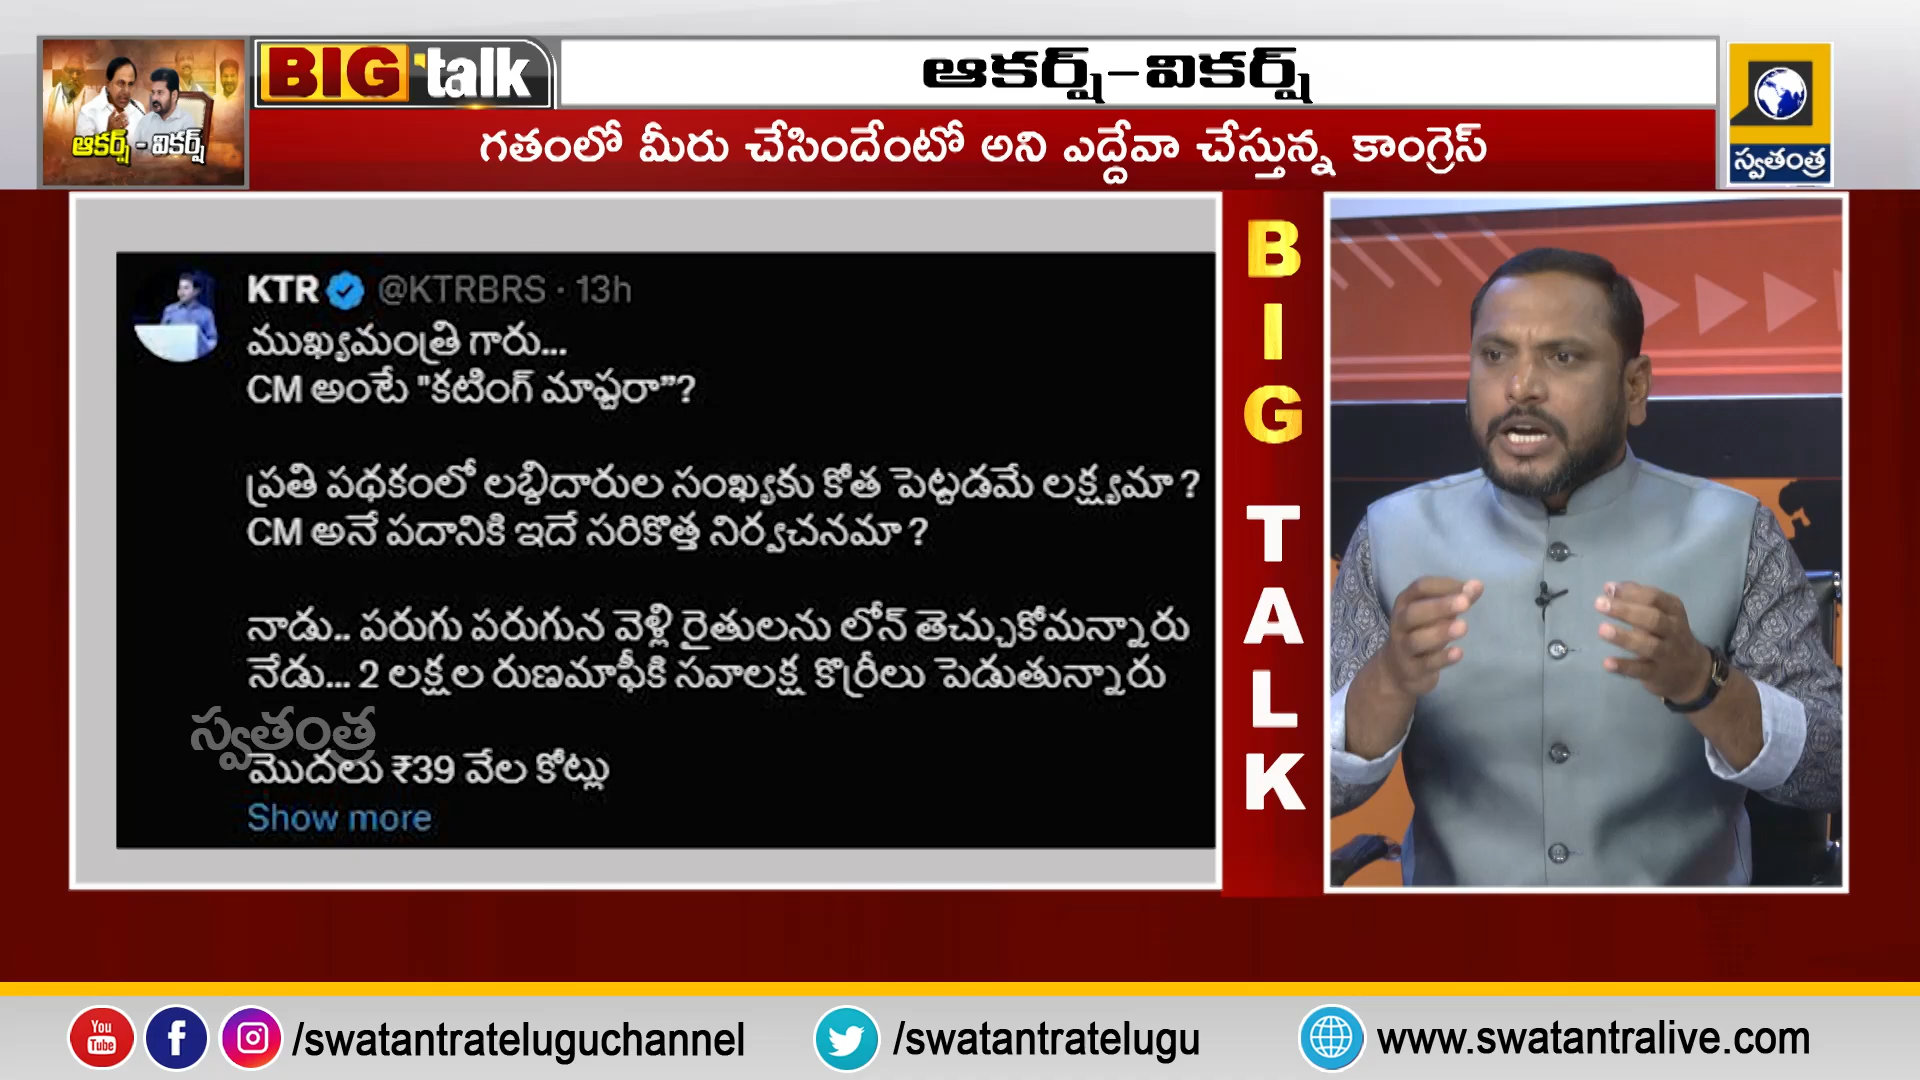 BIG talk
ఆకర్ష్-వికర్ష్
ఆకర్ష్ - వికర్ష్
గతంలో మీరు చేసిందేంటో అని ఎద్దేవా చేస్తున్న కాంగ్రెస్
స్వతంత్ర
KTR @KTRBRS · 13h
ముఖ్యమంత్రి గారు...
CM అంటే "కటింగ్ మాస్టరా”?
ప్రతి పథకంలో లబ్ధిదారుల సంఖ్యకు కోత పెట్టడమే లక్ష్యమా ?
CM అనే పదానికి ఇదే సరికొత్త నిర్వచనమా ?
నాడు.. పరుగు పరుగున వెళ్లి రైతులను లోన్ తెచ్చుకోమన్నారు
నేడు... 2 లక్షల రుణమాఫీకి సవాలక్ష కొర్రీలు పెడుతున్నారు
స్వతంత్ర
మొదలు ₹39 వేల కోట్లు
Show more
BIG TALK
You Tube
/swatantrateluguchannel
/swatantratelugu
www.swatantralive.com